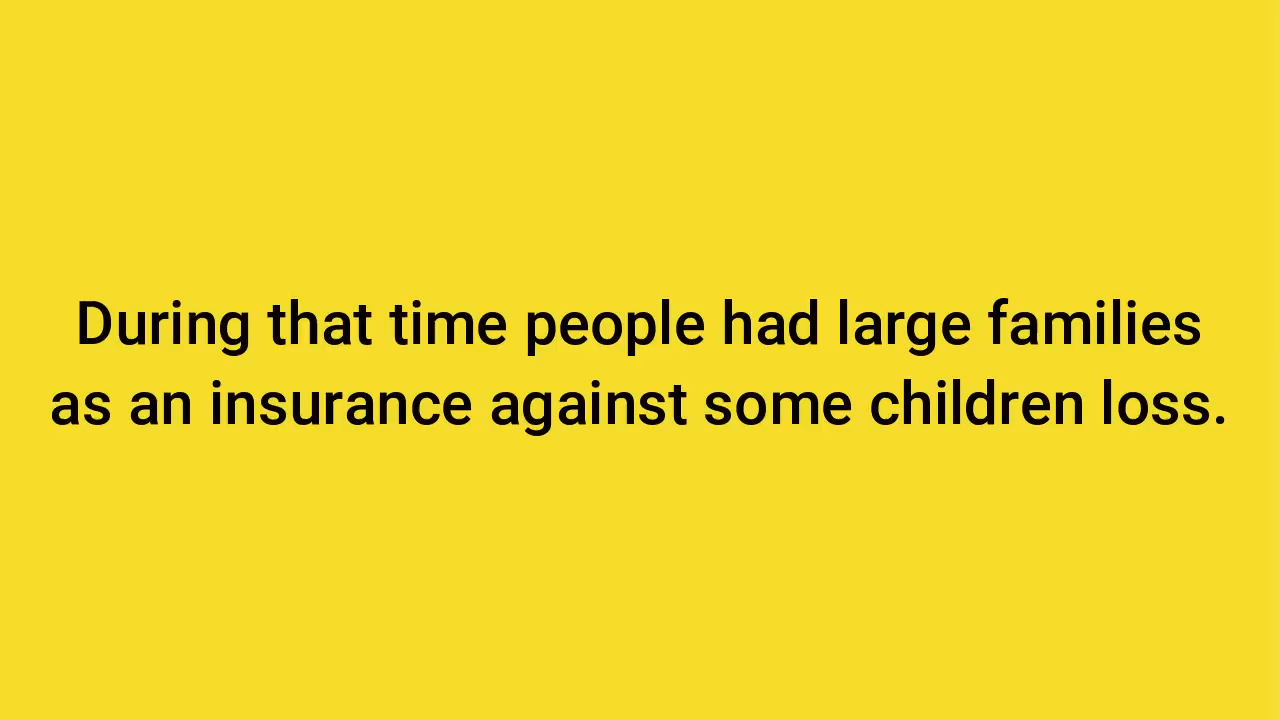 During that time people had large families
as an insurance against some children loss.